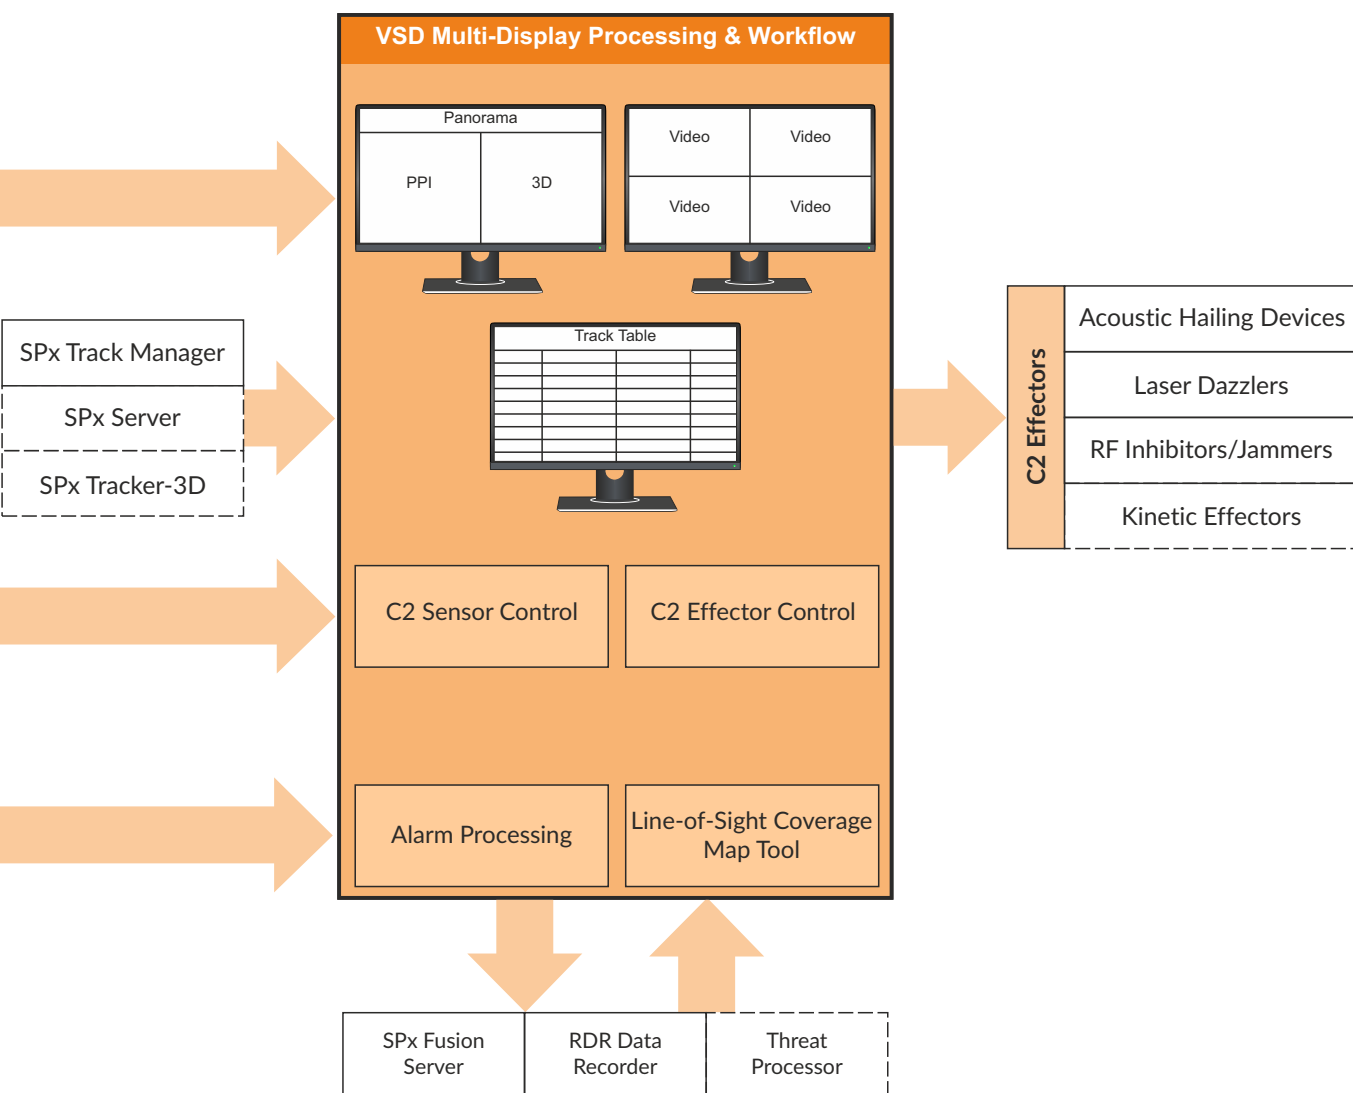 VSD Multi-Display Processing & Workflow
Panorama
PPI
3D
Video
Video
Video
Video
Track Table
SPx Track Manager
SPx Server
SPx Tracker-3D
C2 Effectors
Acoustic Hailing Devices
Laser Dazzlers
RF Inhibitors/Jammers
Kinetic Effectors
C2 Sensor Control
C2 Effector Control
Alarm Processing
Line-of-Sight Coverage
Map Tool
SPx Fusion
Server
RDR Data
Recorder
Threat
Processor